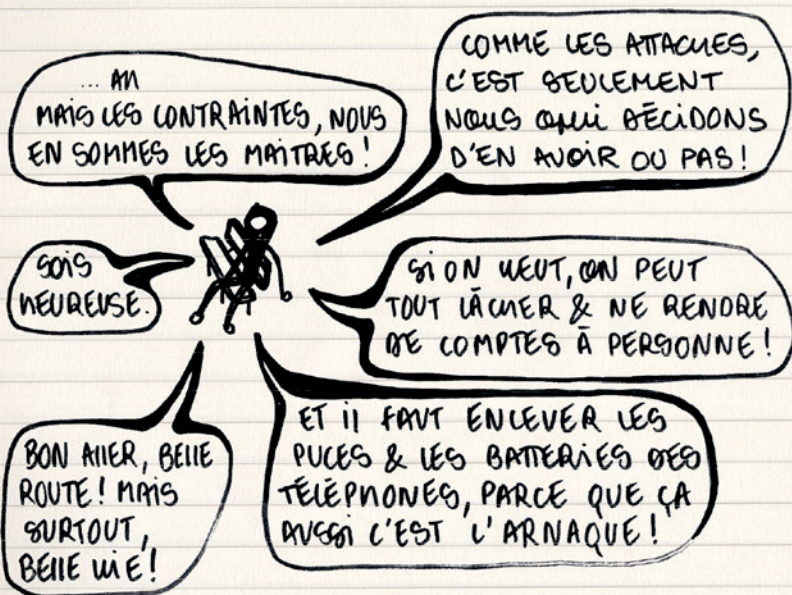 ... AH
MAIS LES CONTRAINTES, NOUS
EN SOMMES LES MAITRES !
COMME LES ATTACHES,
C'EST SEULEMENT
NOUS QUI DÉCIDONS
D'EN AVOIR OU PAS !
SOIS
HEUREUSE.
SI ON VEUT, ON PEUT
TOUT LÂCHER & NE RENDRE
DE COMPTES À PERSONNE !
ET IL FAUT ENLEVER LES
PUCES & LES BATTERIES DES
TÉLÉPHONES, PARCE QUE ÇA
AUSSI C'EST L'ARNAQUE !
BON ALLER, BELLE
ROUTE ! MAIS
SURTOUT,
BELLE VIE !